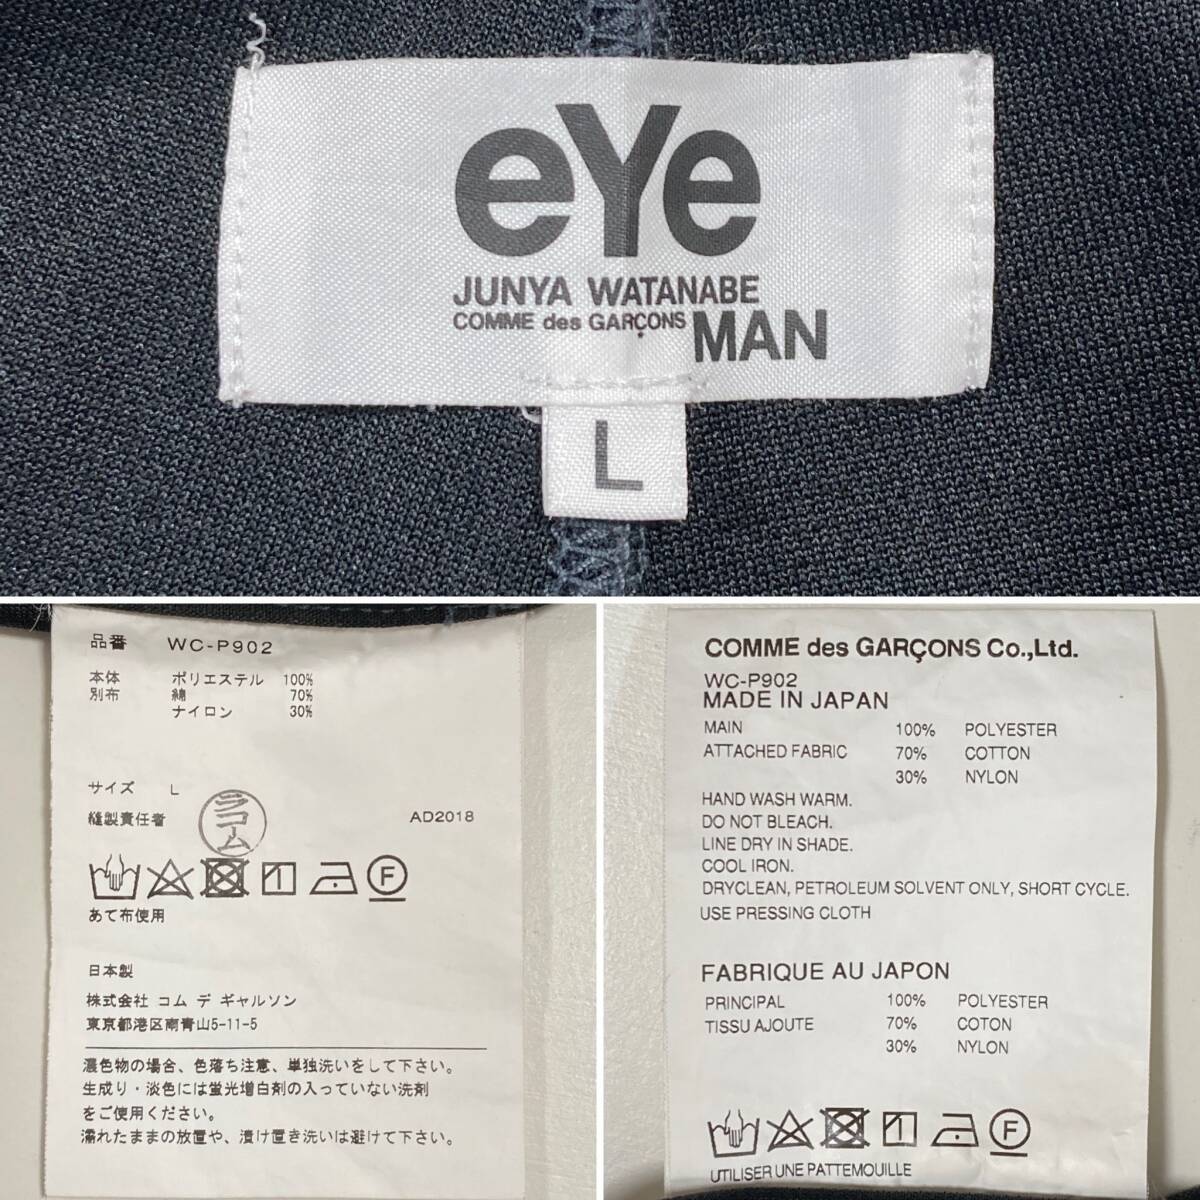 eYe
JUNYA WATANABE
COMME des GARÇONS MAN
L
品番 WC-P902
本体 ポリエステル 100%
別布 綿 70%
ナイロン 30%
サイズ L
縫製責任者 AD2018
あて布使用
日本製
株式会社 コム デ ギャルソン
東京都港区南青山5-11-5
濃色物の場合、色落ち注意、単独洗いをして下さい。
生成り・淡色には蛍光増白剤の入っていない洗剤
をご使用ください。
濡れたままの放置や、漬け置き洗いは避けて下さい。
COMME des GARÇONS Co.,Ltd.
WC-P902
MADE IN JAPAN
MAIN 100% POLYESTER
ATTACHED FABRIC 70% COTTON
30% NYLON
HAND WASH WARM.
DO NOT BLEACH.
LINE DRY IN SHADE.
COOL IRON.
DRYCLEAN, PETROLEUM SOLVENT ONLY, SHORT CYCLE.
USE PRESSING CLOTH
FABRIQUE AU JAPON
PRINCIPAL 100% POLYESTER
TISSU AJOUTE 70% COTON
30% NYLON
UTILISER UNE PATTEMOUILLE